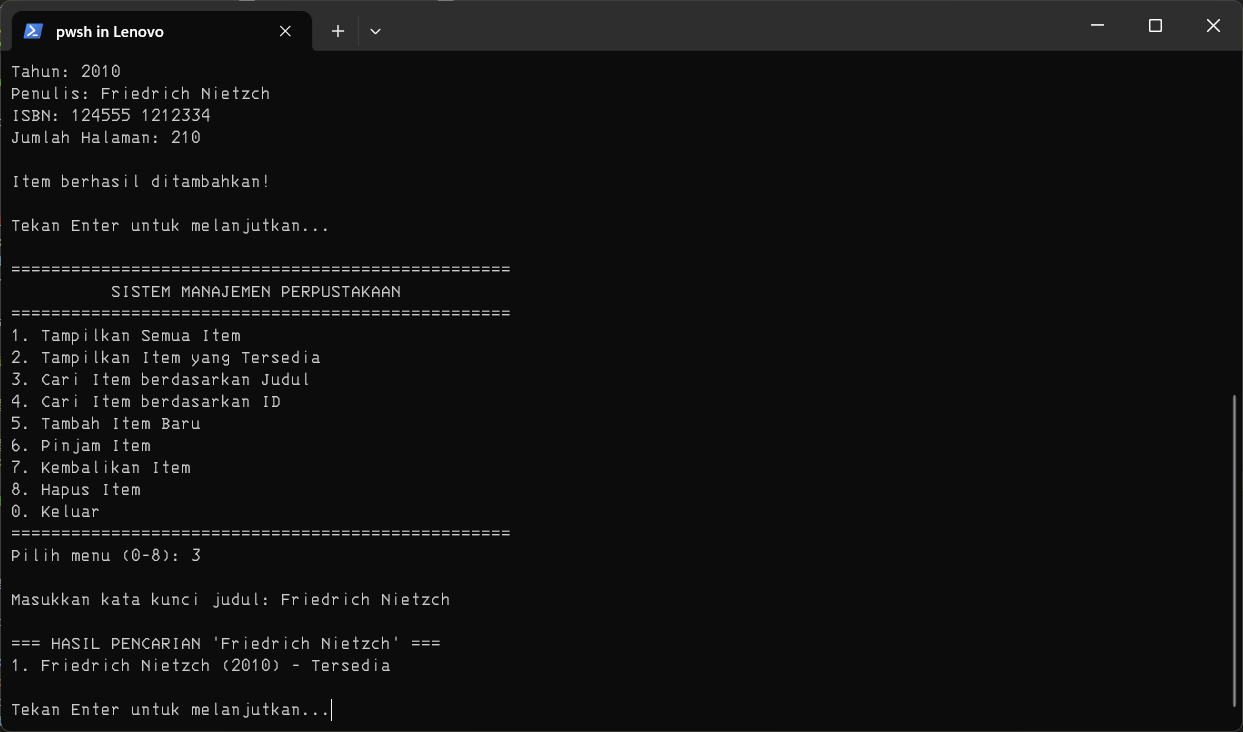 pwsh in Lenovo
Tahun: 2010
Penulis: Friedrich Nietzch
ISBN: 124555 1212334
Jumlah Halaman: 210
Item berhasil ditambahkan!
Tekan Enter untuk melanjutkan...
==================================================
SISTEM MANAJEMEN PERPUSTAKAAN
==================================================
1. Tampilkan Semua Item
2. Tampilkan Item yang Tersedia
3. Cari Item berdasarkan Judul
4. Cari Item berdasarkan ID
5. Tambah Item Baru
6. Pinjam Item
7. Kembalikan Item
8. Hapus Item
0. Keluar
==================================================
Pilih menu (0-8): 3
Masukkan kata kunci judul: Friedrich Nietzch
=== HASIL PENCARIAN 'Friedrich Nietzch' ===
1. Friedrich Nietzch (2010) - Tersedia
Tekan Enter untuk melanjutkan...